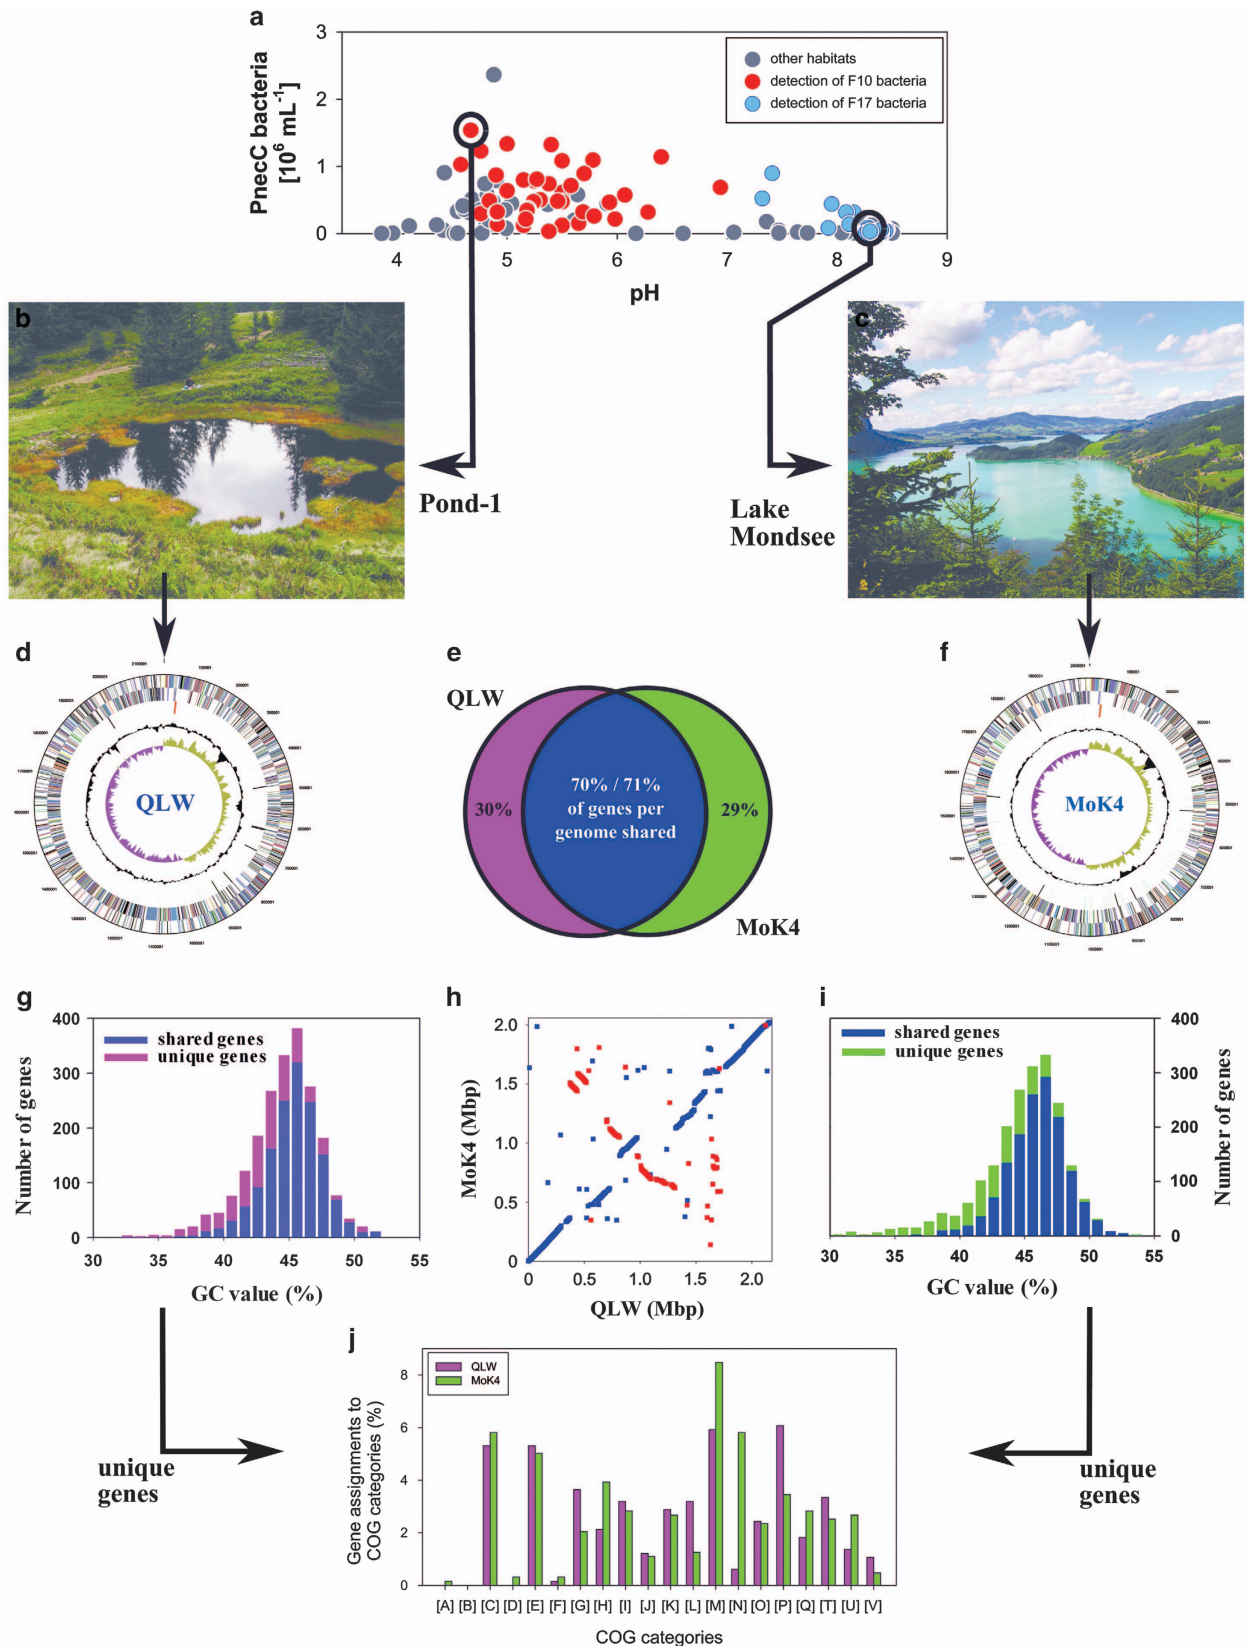 a
3
2
1
0
PnecC bacteria
[10^6 mL^-1]
other habitats
detection of F10 bacteria
detection of F17 bacteria
4 5 6 7 8 9
pH
b
c
Pond-1
Lake
Mondsee
d
e
f
QLW
QLW
70% / 71%
of genes per
genome shared
30%
29%
MoK4
MoK4
g
400
300
200
100
0
Number of genes
shared genes
unique genes
30 35 40 45 50 55
GC value (%)
h
2.0
1.5
1.0
0.5
0
MoK4 (Mbp)
0 0.5 1.0 1.5 2.0
QLW (Mbp)
i
shared genes
unique genes
400
300
200
100
0
Number of genes
30 35 40 45 50 55
GC value (%)
unique
genes
unique
genes
j
QLW
MoK4
8
6
4
2
0
Gene assignments to
COG categories (%)
[A] [B] [C] [D] [E] [F] [G] [H] [I] [J] [K] [L] [M] [N] [O] [P] [Q] [T] [U] [V]
COG categories